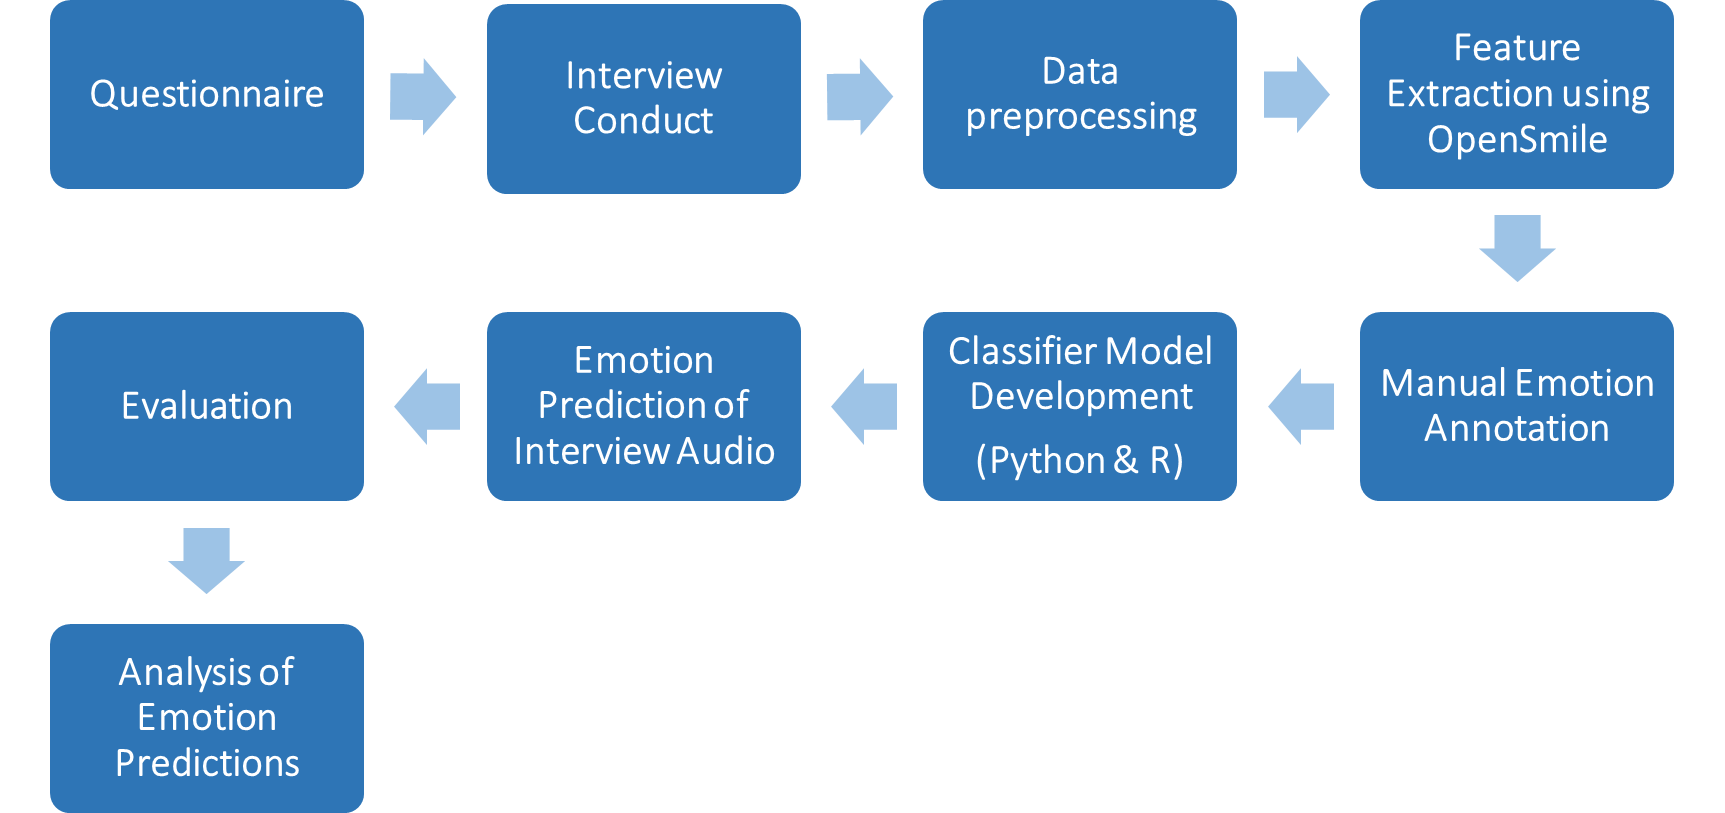 Questionnaire
Interview
Conduct
Data
preprocessing
Feature
Extraction using
OpenSmile
Manual Emotion
Annotation
Classifier Model
Development
(Python & R)
Emotion
Prediction of
Interview Audio
Evaluation
Analysis of
Emotion
Predictions